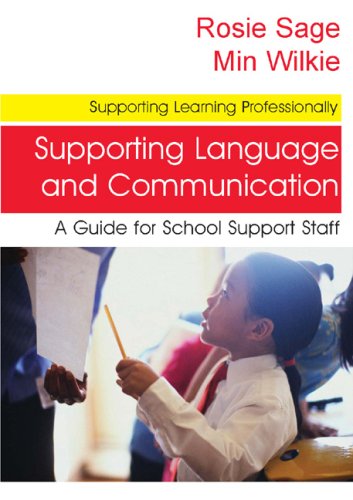 Rosie Sage
Min Wilkie
Supporting Learning Professionally
Supporting Language
and Communication
A Guide for School Support Staff